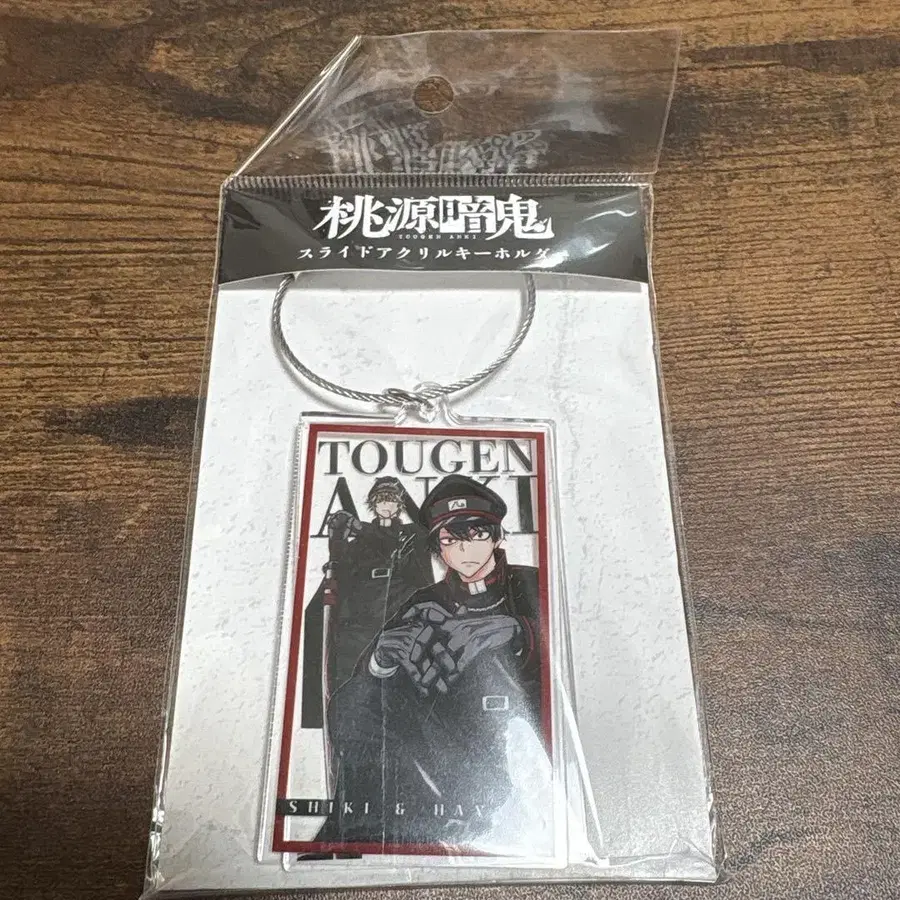 桃源暗鬼
TOUGEN ANKI
スライドアクリルキーホルダ
TOUGEN
ANKI
SHIKI &